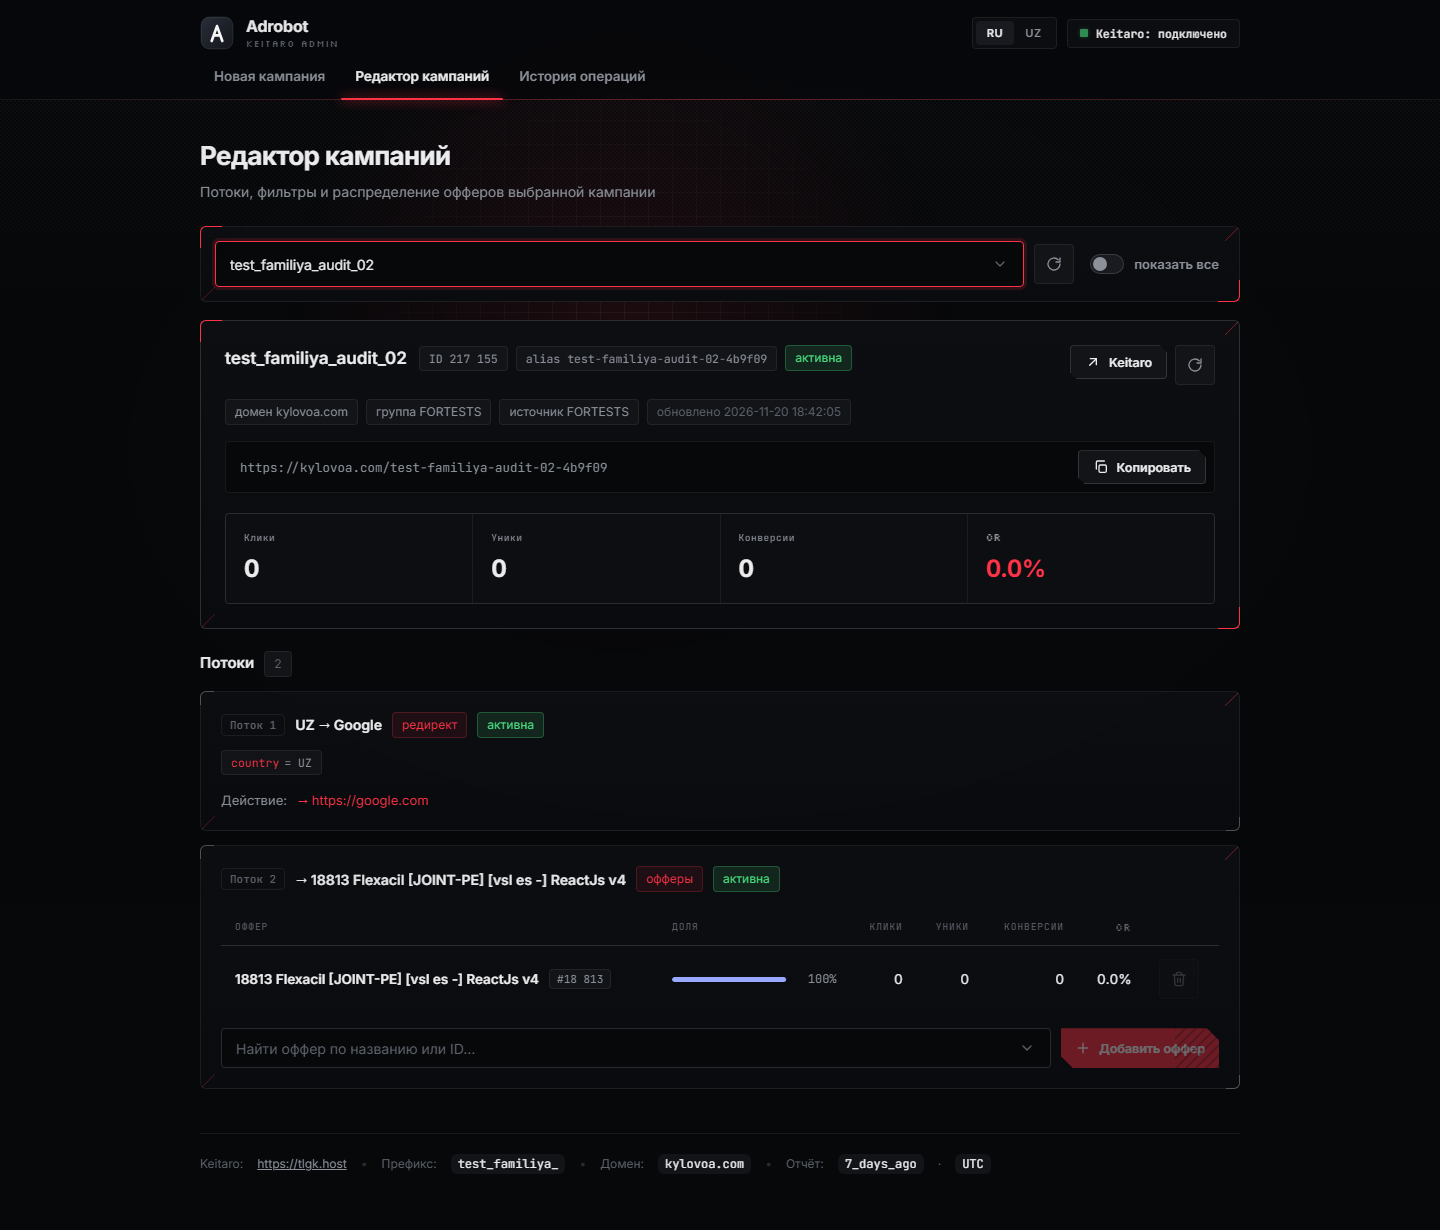 Adrobot
KEITARO ADMIN
RU UZ
Keitaro: подключено
Новая кампания Редактор кампаний История операций
Редактор кампаний
Потоки, фильтры и распределение офферов выбранной кампании
test_familiya_audit_02
показать все
test_familiya_audit_02 ID 217 155 alias test-familiya-audit-02-4b9f09 активна
Keitaro
домен kylovoa.com группа FORTESTS источник FORTESTS обновлено 2026-11-20 18:42:05
https://kylovoa.com/test-familiya-audit-02-4b9f09 Копировать
Клики Уники Конверсии CR
0 0 0 0.0%
Потоки 2
Поток 1 UZ → Google редирект активна
country = UZ
Действие: → https://google.com
Поток 2 → 18813 Flexacil [JOINT-PE] [vsl es -] ReactJs v4 офферы активна
ОФФЕР ДОЛЯ КЛИКИ УНИКИ КОНВЕРСИИ CR
18813 Flexacil [JOINT-PE] [vsl es -] ReactJs v4 #18 813 100% 0 0 0 0.0%
Найти оффер по названию или ID... + Добавить оффер
Keitaro: https://tlgk.host • Префикс: test_familiya_ • Домен: kylovoa.com • Отчёт: 7_days_ago · UTC